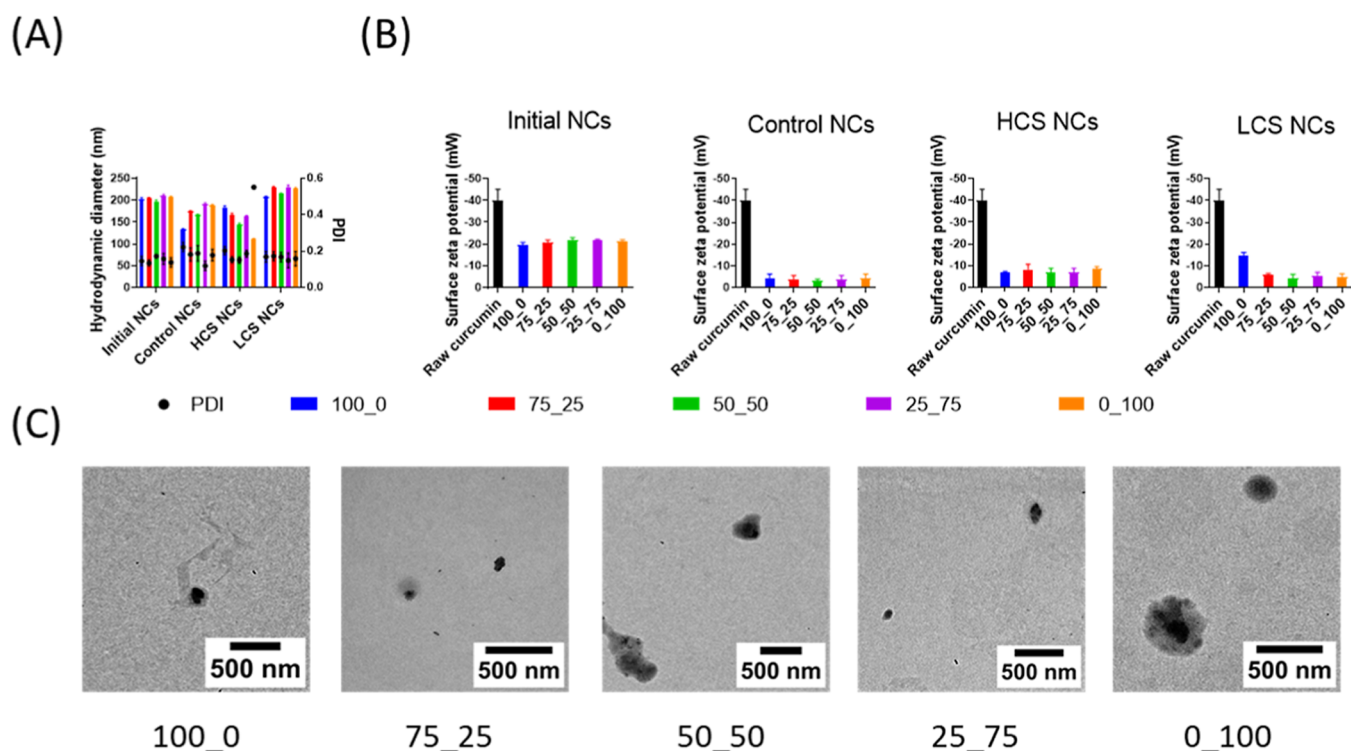 (A)
(B)
Hydrodynamic diameter (nm)
250
200
150
100
50
0
0.6
0.4
0.2
0.0
PDI
Initial NCs
Control NCs
HCS NCs
LCS NCs
Initial NCs
Surface zeta potential (mW)
-50
-40
-30
-20
-10
0
Raw curcumin
100_0
75_25
50_50
25_75
0_100
Control NCs
Surface zeta potential (mV)
-50
-40
-30
-20
-10
0
Raw curcumin
100_0
75_25
50_50
25_75
0_100
HCS NCs
Surface zeta potential (mV)
-50
-40
-30
-20
-10
0
Raw curcumin
100_0
75_25
50_50
25_75
0_100
LCS NCs
Surface zeta potential (mV)
-50
-40
-30
-20
-10
0
Raw curcumin
100_0
75_25
50_50
25_75
0_100
PDI 100_0 75_25 50_50 25_75 0_100
(C)
500 nm
500 nm
500 nm
500 nm
500 nm
100_0 75_25 50_50 25_75 0_100